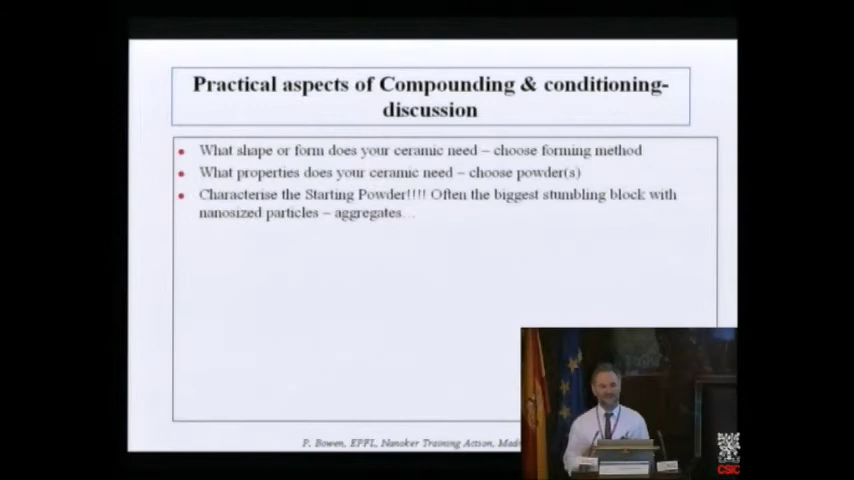 Practical aspects of Compounding & conditioning-
discussion
What shape or form does your ceramic need – choose forming method
What properties does your ceramic need – choose powder(s)
Characterise the Starting Powder!!!! Often the biggest stumbling block with
nanosized particles – aggregates...
P. Bowen, EPFL, Nanoker Training Action, Mad
CSIC